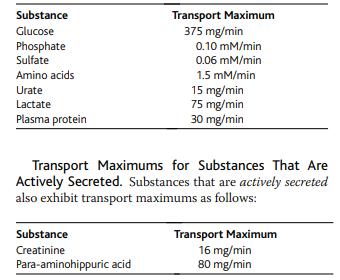 Substance Transport Maximum
Glucose 375 mg/min
Phosphate 0.10 mM/min
Sulfate 0.06 mM/min
Amino acids 1.5 mM/min
Urate 15 mg/min
Lactate 75 mg/min
Plasma protein 30 mg/min
Transport Maximums for Substances That Are
Actively Secreted. Substances that are actively secreted
also exhibit transport maximums as follows:
Substance Transport Maximum
Creatinine 16 mg/min
Para-aminohippuric acid 80 mg/min